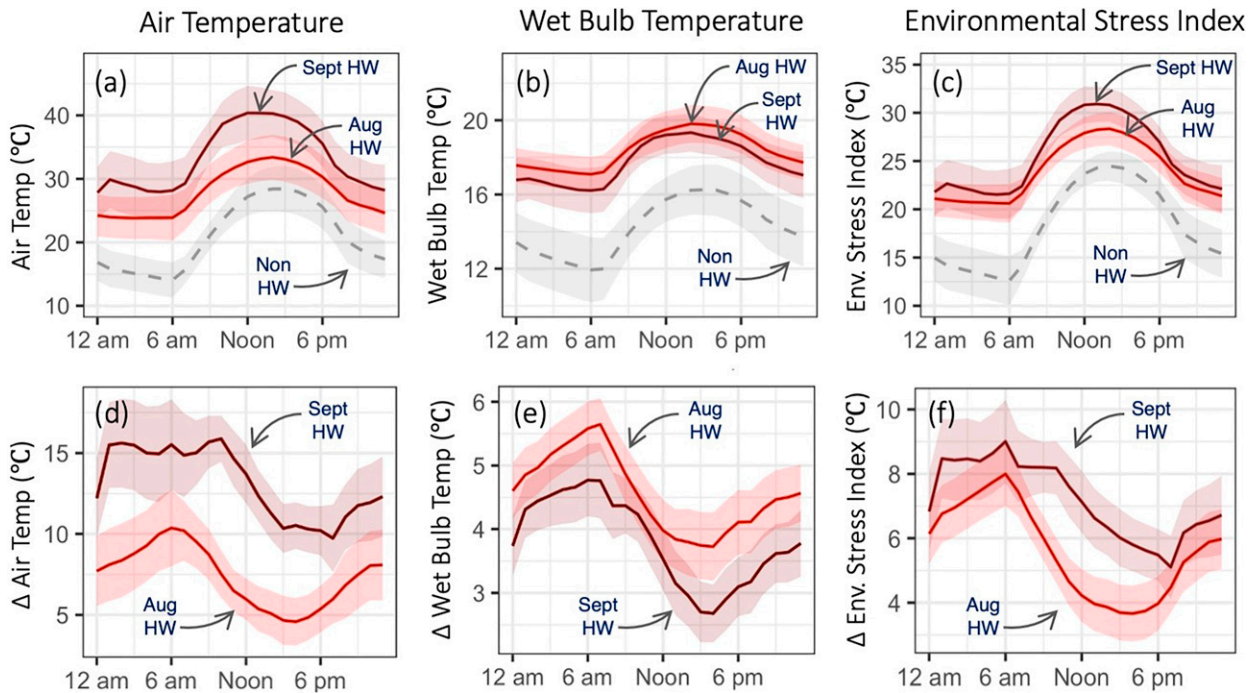 Air Temperature
Wet Bulb Temperature
Environmental Stress Index
(a)
Sept HW
Aug
HW
Non
HW
Air Temp (°C)
40
30
20
10
12 am 6 am Noon 6 pm
(b)
Aug HW
Sept
HW
Non
HW
Wet Bulb Temp (°C)
20
16
12
12 am 6 am Noon 6 pm
(c)
Sept HW
Aug
HW
Non
HW
Env. Stress Index (°C)
35
30
25
20
15
10
12 am 6 am Noon 6 pm
(d)
Sept
HW
Aug
HW
Δ Air Temp (°C)
15
10
5
12 am 6 am Noon 6 pm
(e)
Aug
HW
Sept
HW
Δ Wet Bulb Temp (°C)
6
5
4
3
12 am 6 am Noon 6 pm
(f)
Sept
HW
Aug
HW
Δ Env. Stress Index (°C)
10
8
6
4
12 am 6 am Noon 6 pm